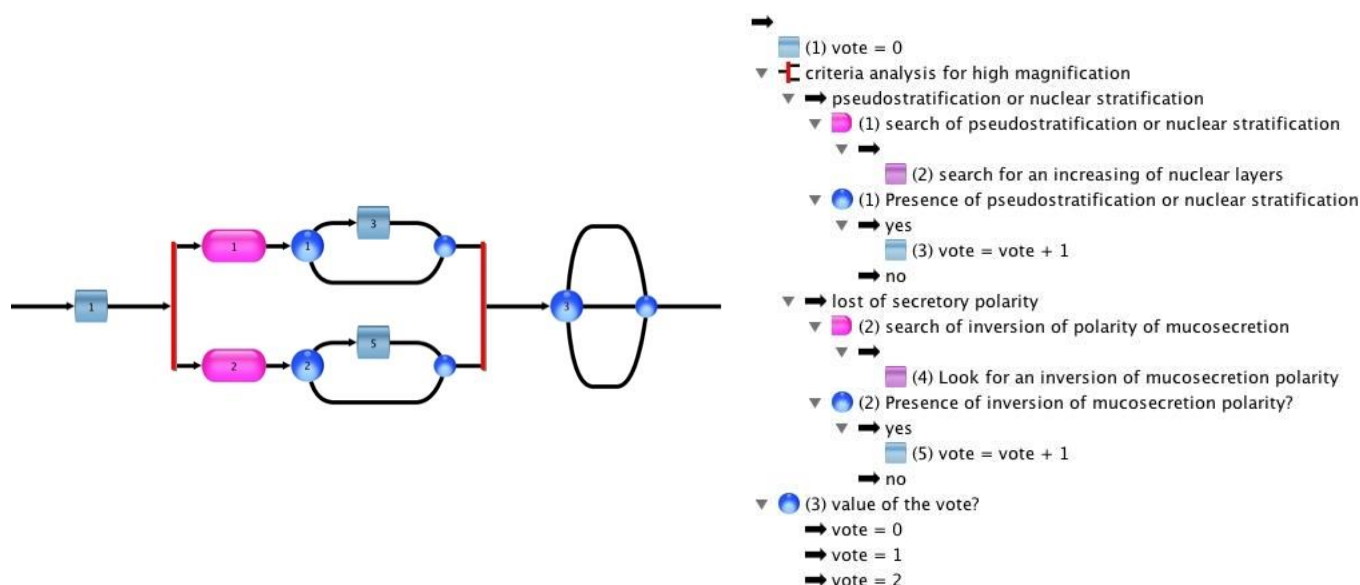 1
1
1
3
2
2
5
3
(1) vote = 0
criteria analysis for high magnification
pseudostratification or nuclear stratification
(1) search of pseudostratification or nuclear stratification
(2) search for an increasing of nuclear layers
(1) Presence of pseudostratification or nuclear stratification
yes
(3) vote = vote + 1
no
lost of secretory polarity
(2) search of inversion of polarity of mucosecretion
(4) Look for an inversion of mucosecretion polarity
(2) Presence of inversion of mucosecretion polarity?
yes
(5) vote = vote + 1
no
(3) value of the vote?
vote = 0
vote = 1
vote = 2